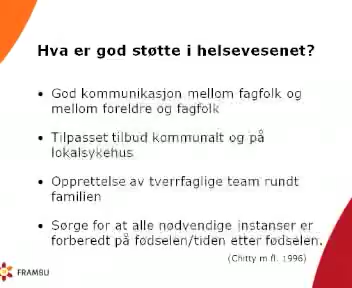 Hva er god støtte i helsevesenet?
• God kommunikasjon mellom fagfolk og
mellom foreldre og fagfolk
• Tilpasset tilbud kommunalt og på
lokalsykehus
• Opprettelse av tverrfaglige team rundt
familien
• Sørge for at alle nødvendige instanser er
forberedt på fødselen/tiden etter fødselen.
(Chitty m fl. 1996)
FRAMBU